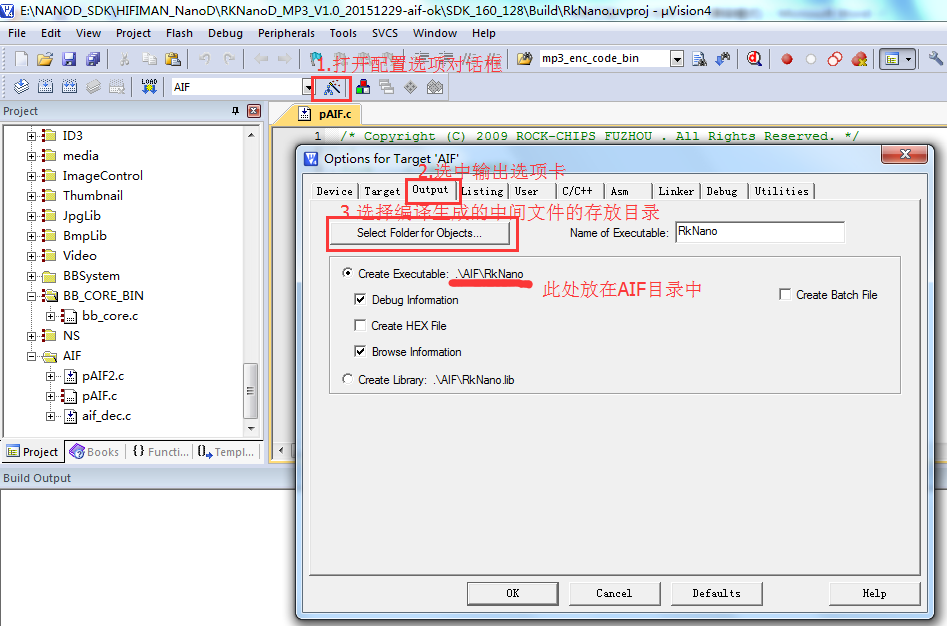 E:\NANOD_SDK\HIFIMAN_NanoD\RKNanoD_MP3_V1.0_20151229-aif-ok\SDK_160_128\Build\RkNano.uvproj - µVision4
File Edit View Project Flash Debug Peripherals Tools SVCS Window Help
1.打开配置选项对话框
mp3_enc_code_bin
LOAD
AIF
Project
pAIF.c
1 /* Copyright (C) 2009 ROCK-CHIPS FUZHOU . All Rights Reserved. */
ID3
media
ImageControl
Thumbnail
JpgLib
BmpLib
Video
BBSystem
BB_CORE_BIN
bb_core.c
NS
AIF
pAIF2.c
pAIF.c
aif_dec.c
Project Books {} Functi... Templ...
Build Output
Options for Target 'AIF'
2.选中输出选项卡
Device Target Output Listing User C/C++ Asm Linker Debug Utilities
3.选择编译生成的中间文件的存放目录
Select Folder for Objects... Name of Executable: RkNano
Create Executable: .\AIF\RkNano
此处放在AIF目录中
Debug Information
Create Batch File
Create HEX File
Browse Information
Create Library: .\AIF\RkNano.lib
OK Cancel Defaults Help